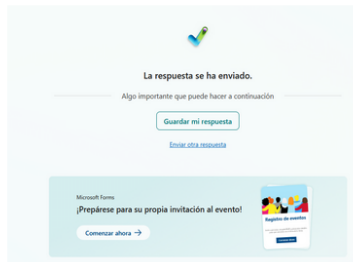 La respuesta se ha enviado.
Algo importante que puede hacer a continuación
Guardar mi respuesta
Enviar otra respuesta
Microsoft Forms
¡Prepárese para su propia invitación al evento!
Comenzar ahora →
Registro de eventos